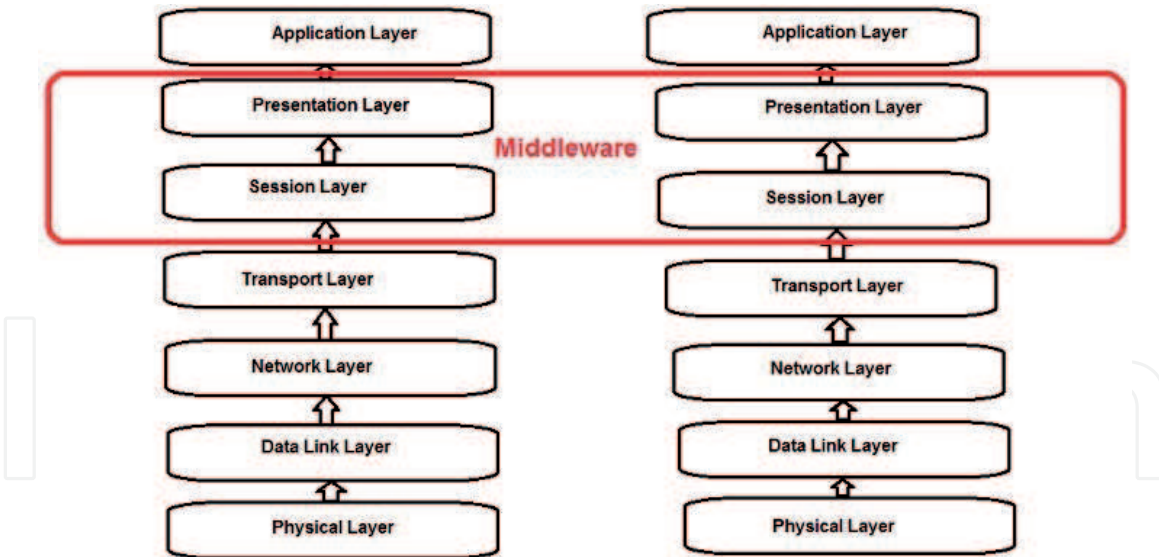 Application Layer
Application Layer
Presentation Layer
Presentation Layer
Middleware
Session Layer
Session Layer
Transport Layer
Transport Layer
Network Layer
Network Layer
Data Link Layer
Data Link Layer
Physical Layer
Physical Layer